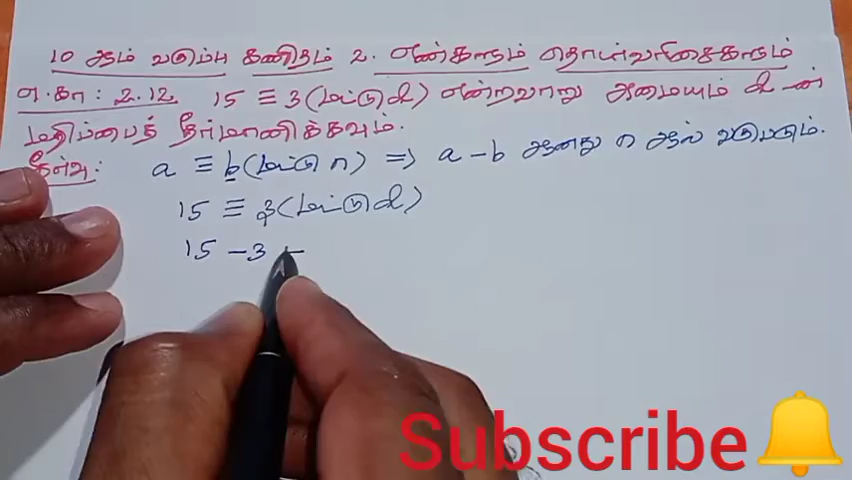 10 ஆம் வகுப்பு கணிதம் 2. எண்களும் தொடர்வரிசைகளும்
எ.கா : 2.12 15 ≡ 3 (மட்டு d) என்றவாறு அமையும் d ன்
மதிப்பைத் தீர்மானிக்கவும்.
தீர்வு: a ≡ b (மட்டு n) => a - b ஆனது n ஆல் வகுபடும்.
15 ≡ 3 (மட்டு d)
15 - 3 -
Subscribe